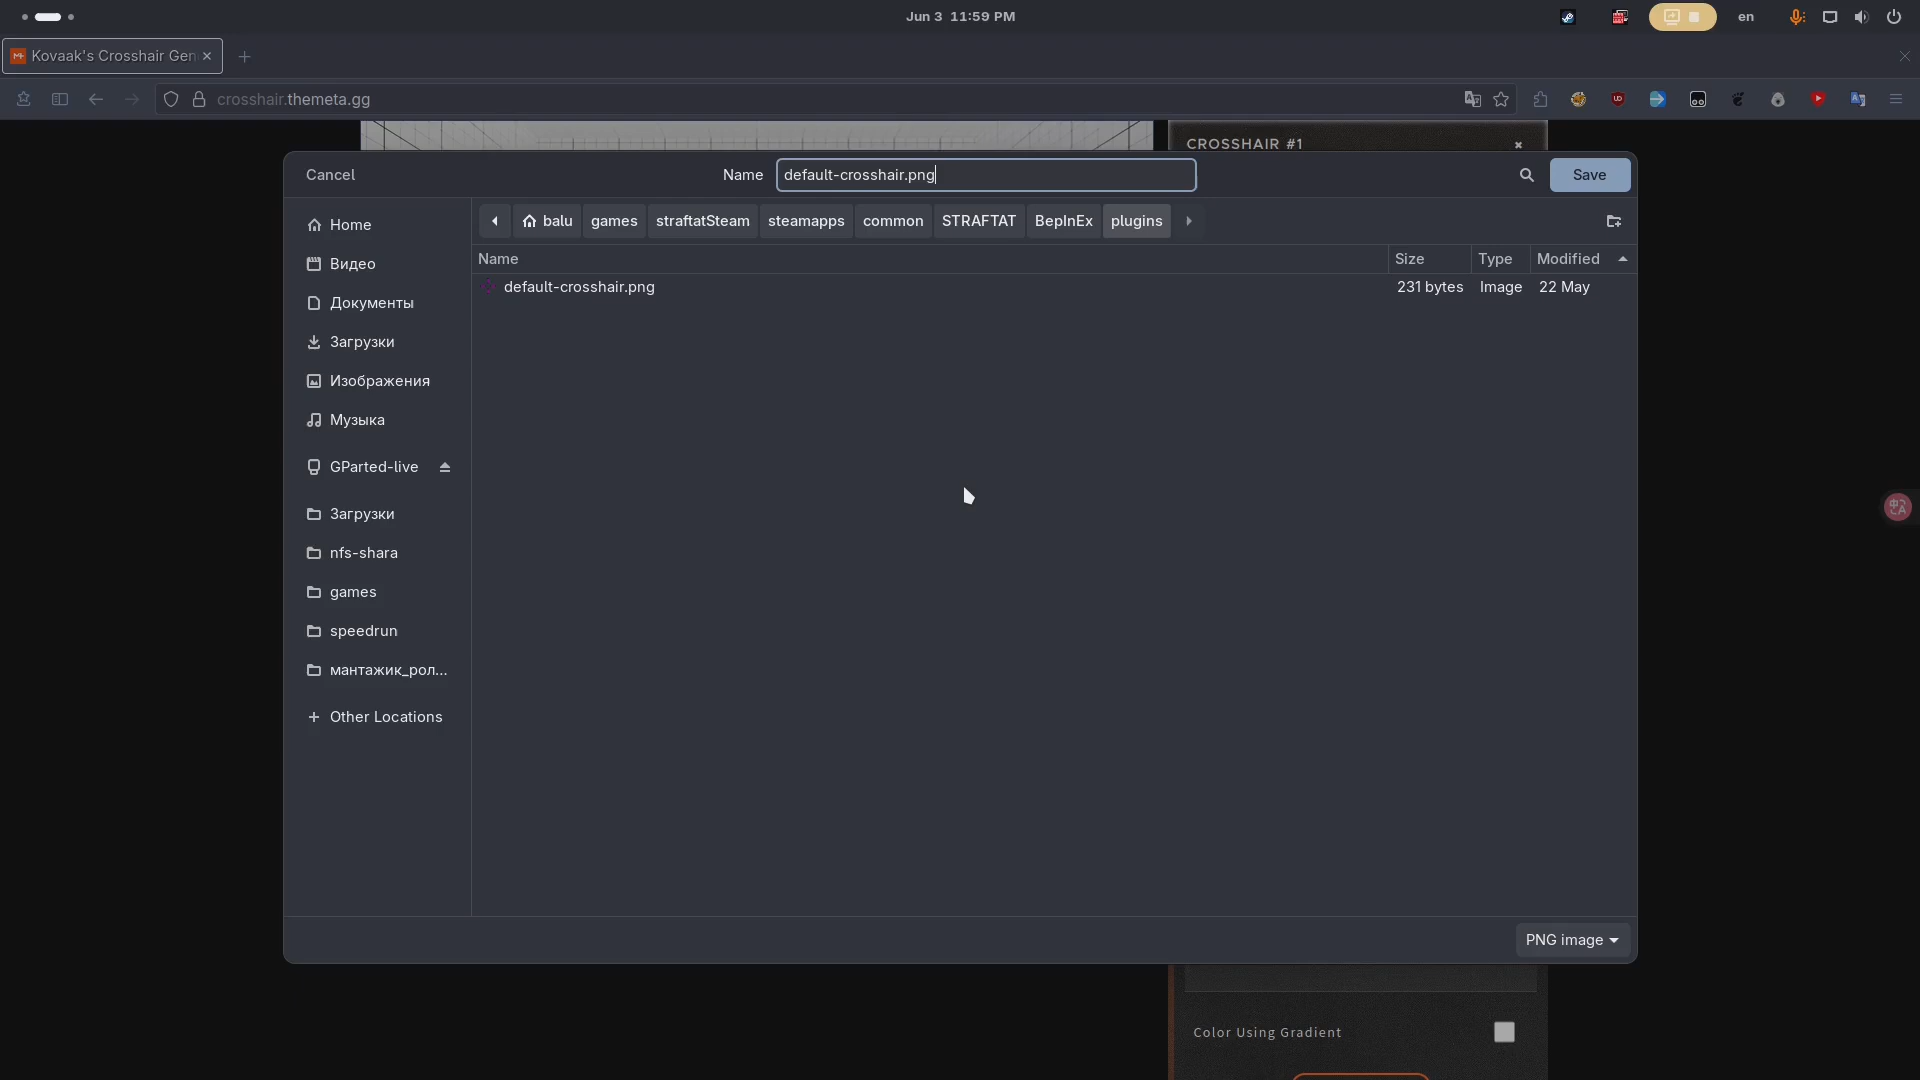 Jun 3 11:59 PM
en
Kovaak's Crosshair Gen
crosshair.themeta.gg
CROSSHAIR #1
Cancel
Name
default-crosshair.png
Save
balu
games
straftatSteam
steamapps
common
STRAFTAT
BepInEx
plugins
Name
Size
Type
Modified
default-crosshair.png
231 bytes
Image
22 May
Home
Видео
Документы
Загрузки
Изображения
Музыка
GParted-live
Загрузки
nfs-shara
games
speedrun
мантажик_рол...
Other Locations
PNG image
Color Using Gradient